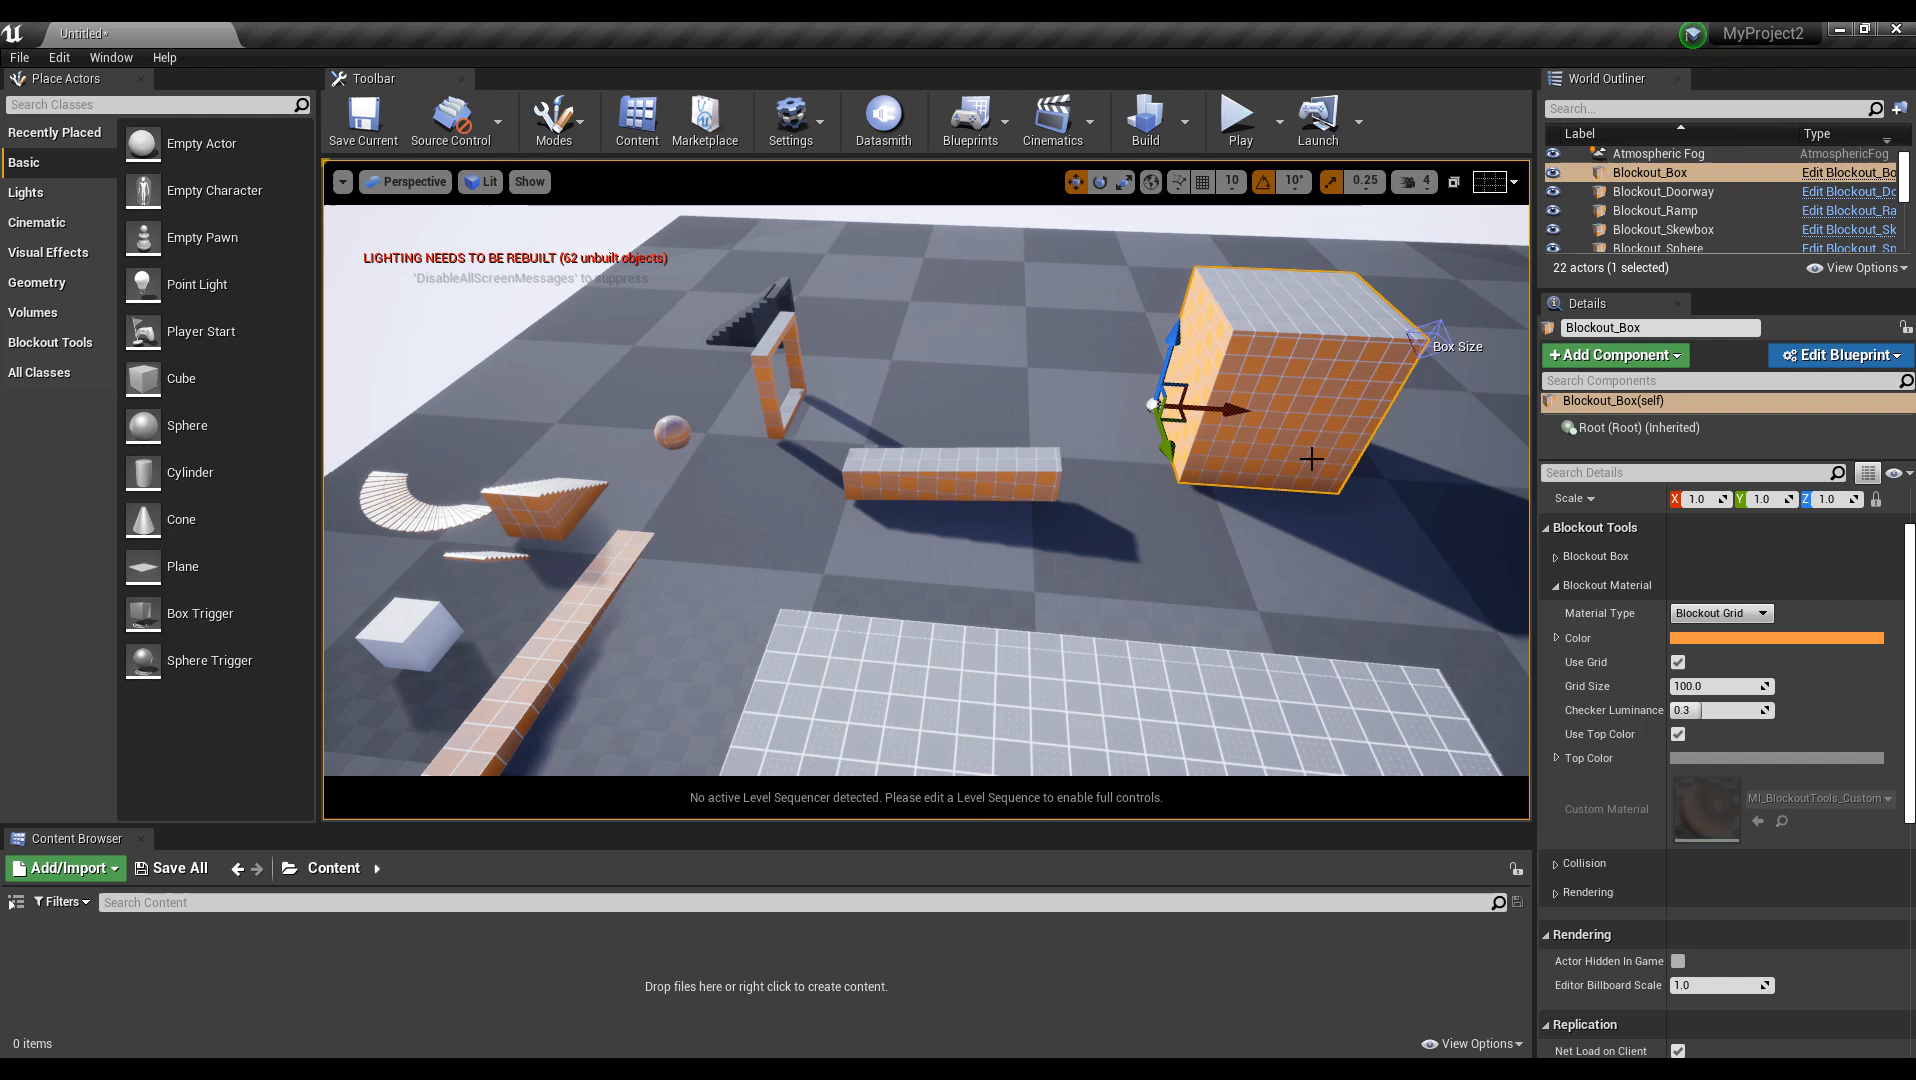 Untitled*
MyProject2
File Edit Window Help
Place Actors
Search Classes
Recently Placed
Basic
Lights
Cinematic
Visual Effects
Geometry
Volumes
Blockout Tools
All Classes
Empty Actor
Empty Character
Empty Pawn
Point Light
Player Start
Cube
Sphere
Cylinder
Cone
Plane
Box Trigger
Sphere Trigger
Toolbar
Save Current Source Control Modes Content Marketplace Settings Datasmith Blueprints Cinematics Build Play Launch
Perspective Lit Show 10 10° 0.25 4
LIGHTING NEEDS TO BE REBUILT (62 unbuilt objects)
'DisableAllScreenMessages' to suppress
Box Size
No active Level Sequencer detected. Please edit a Level Sequence to enable full controls.
World Outliner
Search...
Label Type
Atmospheric Fog AtmosphericFog
Blockout_Box Edit Blockout_Bo
Blockout_Doorway Edit Blockout_Do
Blockout_Ramp Edit Blockout_Ra
Blockout_Skewbox Edit Blockout_Sk
Blockout_Sphere Edit Blockout_Sp
22 actors (1 selected) View Options
Details
Blockout_Box
+Add Component Edit Blueprint
Search Components
Blockout_Box(self)
Root (Root) (Inherited)
Search Details
Scale X 1.0 Y 1.0 Z 1.0
Blockout Tools
Blockout Box
Blockout Material
Material Type Blockout Grid
Color
Use Grid
Grid Size 100.0
Checker Luminance 0.3
Use Top Color
Top Color
Custom Material MI_BlockoutTools_Custom
Collision
Rendering
Rendering
Actor Hidden In Game
Editor Billboard Scale 1.0
Replication
Net Load on Client
Content Browser
Add/Import Save All Content
Filters Search Content
Drop files here or right click to create content.
0 items View Options